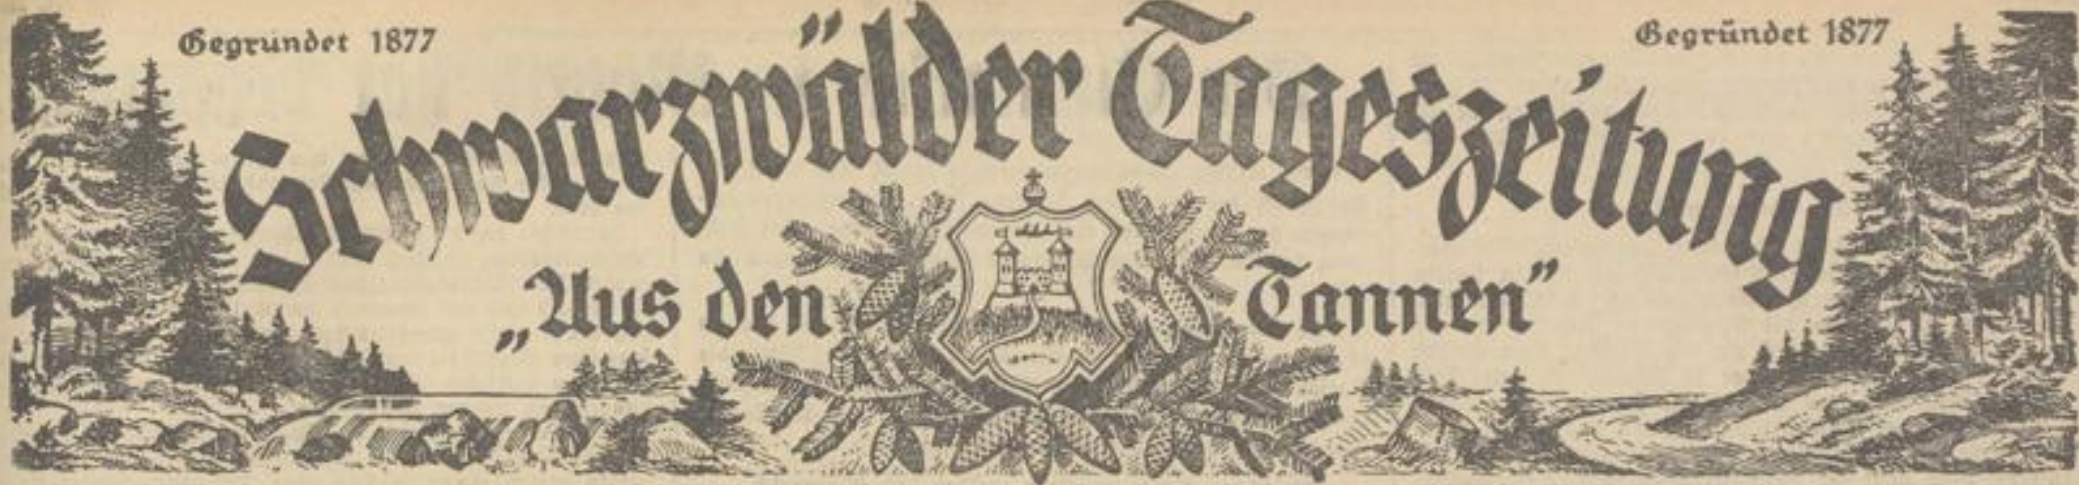 Gegründet 1877
Gegründet 1877
Schwarzwälder Tageszeitung
„Aus den Tannen"